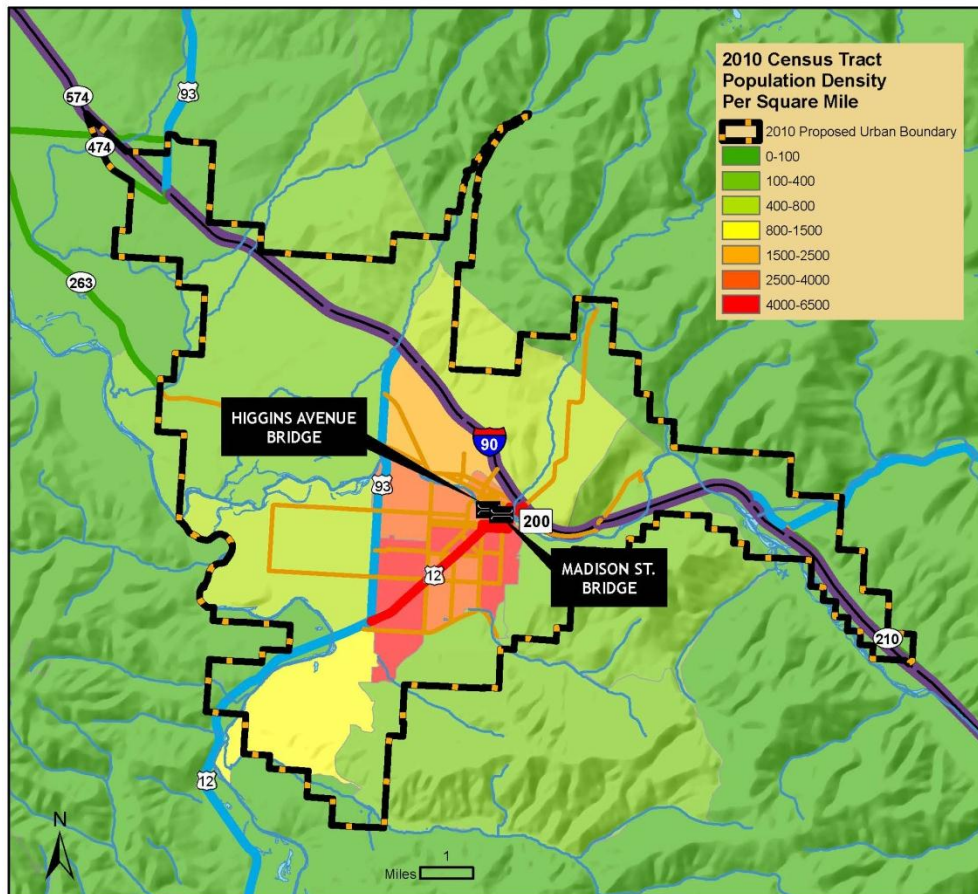 2010 Census Tract
Population Density
Per Square Mile
2010 Proposed Urban Boundary
0-100
100-400
400-800
800-1500
1500-2500
2500-4000
4000-6500
574
93
474
263
HIGGINS AVENUE
BRIDGE
90
93
200
12
MADISON ST.
BRIDGE
210
12
N
1
Miles